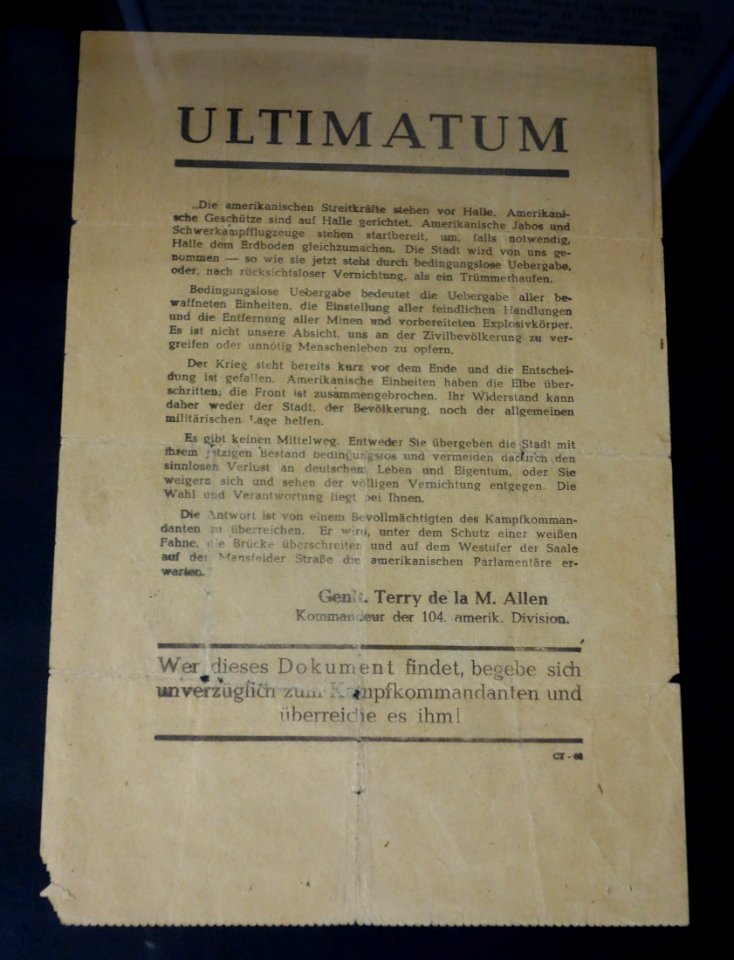 ULTIMATUM
„Die amerikanischen Streitkräfte stehen vor Halle. Amerikani-
sche Geschütze sind auf Halle gerichtet. Amerikanische Jabos und
Schwerkampfflugzeuge stehen startbereit, um, falls notwendig,
Halle dem Erdboden gleichzumachen. Die Stadt wird von uns ge-
nommen — so wie sie jetzt steht durch bedingungslose Uebergabe,
oder, nach rücksichtsloser Vernichtung, als ein Trümmerhaufen.
Bedingungslose Uebergabe bedeutet die Uebergabe aller be-
waffneten Einheiten, die Einstellung aller feindlichen Handlungen
und die Entfernung aller Minen und vorbereiteten Explosivkörper.
Es ist nicht unsere Absicht, uns an der Zivilbevölkerung zu ver-
greifen oder unnötig Menschenleben zu opfern.
Der Krieg steht bereits kurz vor dem Ende und die Entschei-
dung ist gefallen. Amerikanische Einheiten haben die Elbe über-
schritten; die Front ist zusammengebrochen. Ihr Widerstand kann
daher weder der Stadt, der Bevölkerung, noch der allgemeinen
militärischen Lage helfen.
Es gibt keinen Mittelweg. Entweder Sie übergeben die Stadt mit
ihrem jetzigen Bestand bedingungslos und vermeiden dadurch den
sinnlosen Verlust an deutschem Leben und Eigentum, oder Sie
weigern sich und sehen der völligen Vernichtung entgegen. Die
Wahl und Verantwortung liegt bei Ihnen.
Die Antwort ist von einem Bevollmächtigten des Kampfkomman-
danten zu überreichen. Er wird, unter dem Schutz einer weißen
Fahne, die Brücke überschreiten und auf dem Westufer der Saale
auf der Mansfelder Straße die amerikanischen Parlamentäre er-
warten.
Genlt. Terry de la M. Allen
Kommandeur der 104. amerik. Division.
Wer dieses Dokument findet, begebe sich
unverzüglich zum Kampfkommandanten und
überreiche es ihm!